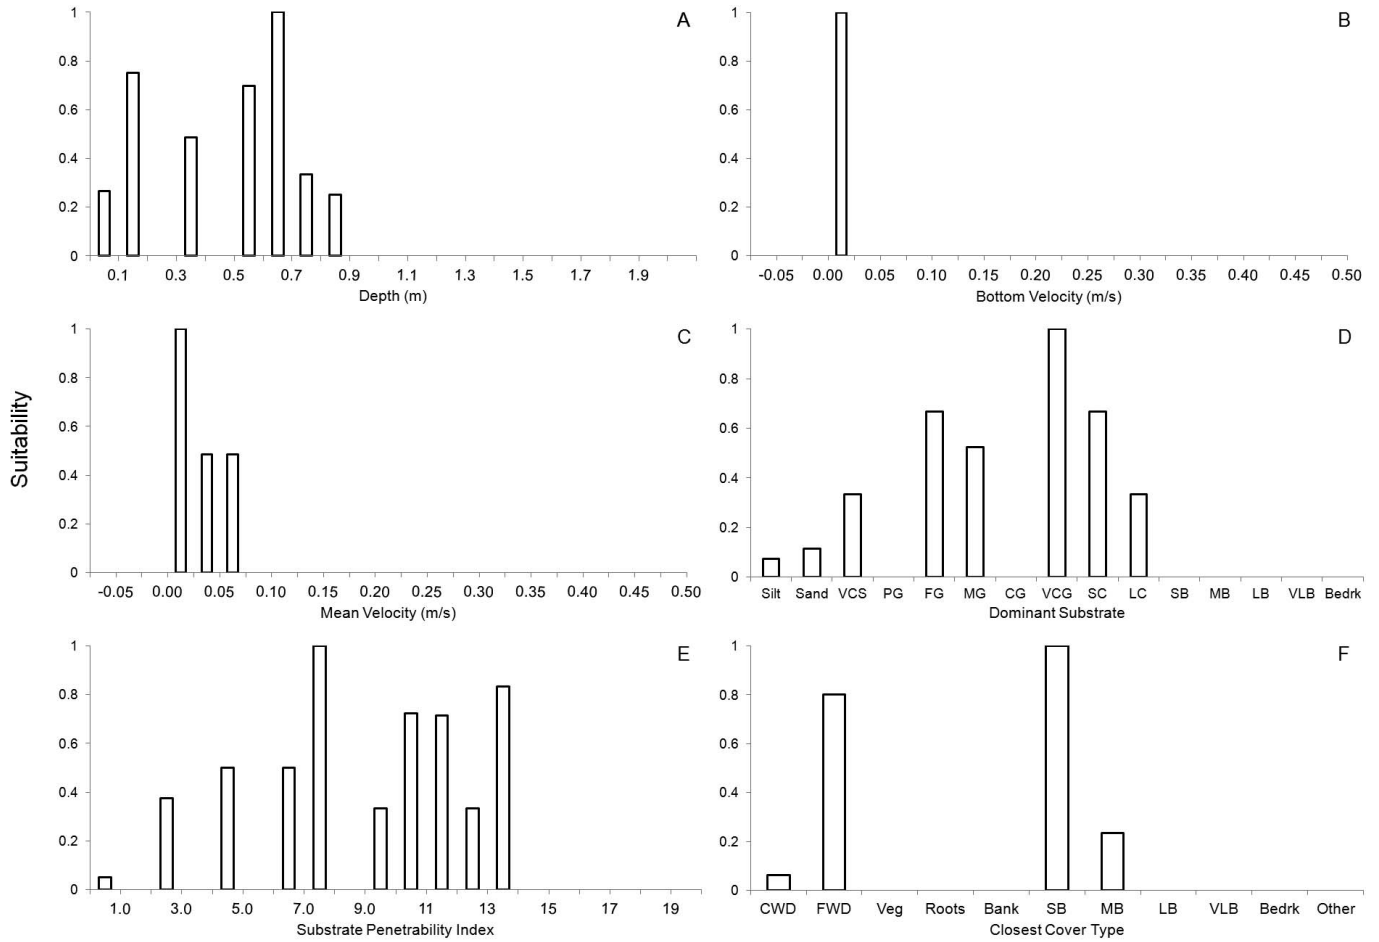 A
1
0.8
0.6
0.4
0.2
0
0.1 0.3 0.5 0.7 0.9 1.1 1.3 1.5 1.7 1.9
Depth (m)
B
1
0.8
0.6
0.4
0.2
0
-0.05 0.00 0.05 0.10 0.15 0.20 0.25 0.30 0.35 0.40 0.45 0.50
Bottom Velocity (m/s)
Suitability
C
1
0.8
0.6
0.4
0.2
0
-0.05 0.00 0.05 0.10 0.15 0.20 0.25 0.30 0.35 0.40 0.45 0.50
Mean Velocity (m/s)
D
1
0.8
0.6
0.4
0.2
0
Silt Sand VCS PG FG MG CG VCG SC LC SB MB LB VLB Bedrk
Dominant Substrate
E
1
0.8
0.6
0.4
0.2
0
1.0 3.0 5.0 7.0 9.0 11 13 15 17 19
Substrate Penetrability Index
F
1
0.8
0.6
0.4
0.2
0
CWD FWD Veg Roots Bank SB MB LB VLB Bedrk Other
Closest Cover Type